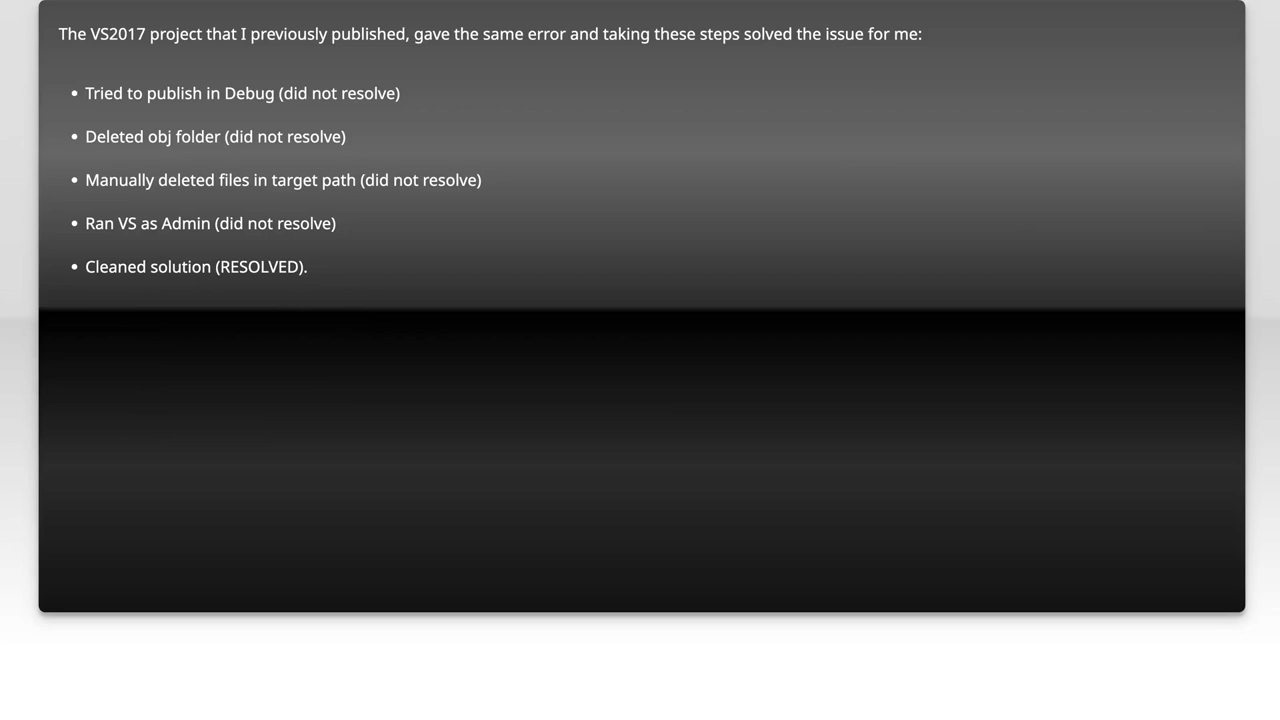 The VS2017 project that I previously published, gave the same error and taking these steps solved the issue for me:
• Tried to publish in Debug (did not resolve)
• Deleted obj folder (did not resolve)
• Manually deleted files in target path (did not resolve)
• Ran VS as Admin (did not resolve)
• Cleaned solution (RESOLVED).